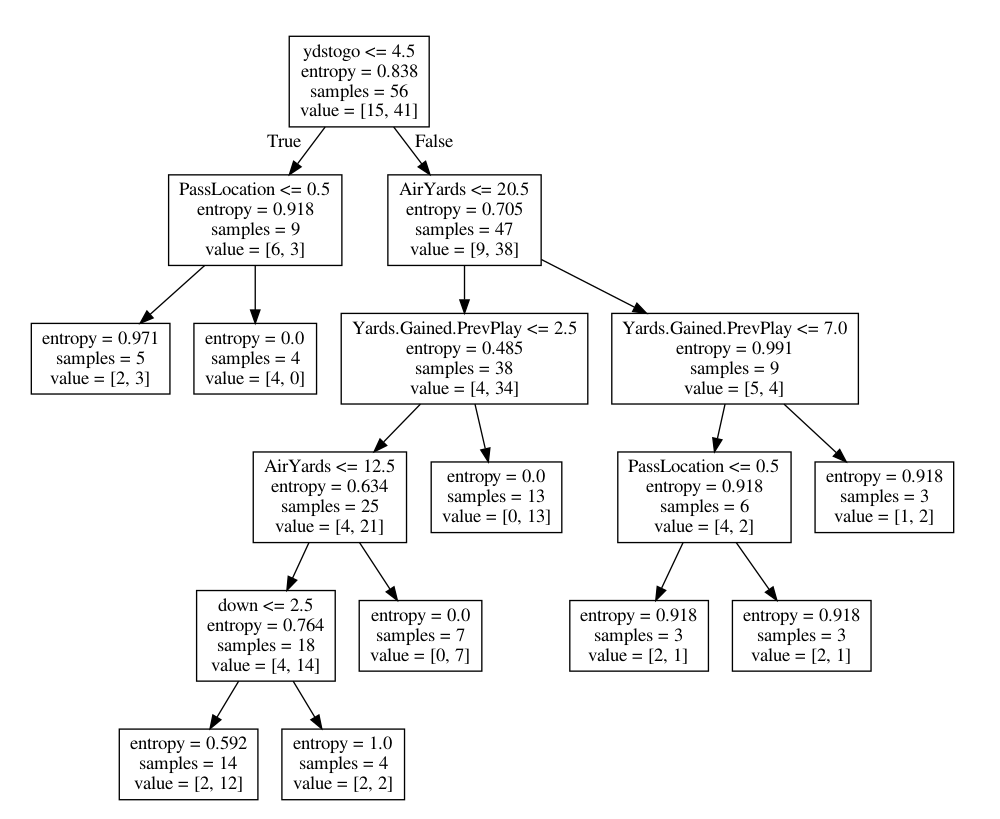 ydstogo <= 4.5
entropy = 0.838
samples = 56
value = [15, 41]
True
False
PassLocation <= 0.5
entropy = 0.918
samples = 9
value = [6, 3]
AirYards <= 20.5
entropy = 0.705
samples = 47
value = [9, 38]
entropy = 0.971
samples = 5
value = [2, 3]
entropy = 0.0
samples = 4
value = [4, 0]
Yards.Gained.PrevPlay <= 2.5
entropy = 0.485
samples = 38
value = [4, 34]
Yards.Gained.PrevPlay <= 7.0
entropy = 0.991
samples = 9
value = [5, 4]
AirYards <= 12.5
entropy = 0.634
samples = 25
value = [4, 21]
entropy = 0.0
samples = 13
value = [0, 13]
PassLocation <= 0.5
entropy = 0.918
samples = 6
value = [4, 2]
entropy = 0.918
samples = 3
value = [1, 2]
down <= 2.5
entropy = 0.764
samples = 18
value = [4, 14]
entropy = 0.0
samples = 7
value = [0, 7]
entropy = 0.918
samples = 3
value = [2, 1]
entropy = 0.918
samples = 3
value = [2, 1]
entropy = 0.592
samples = 14
value = [2, 12]
entropy = 1.0
samples = 4
value = [2, 2]